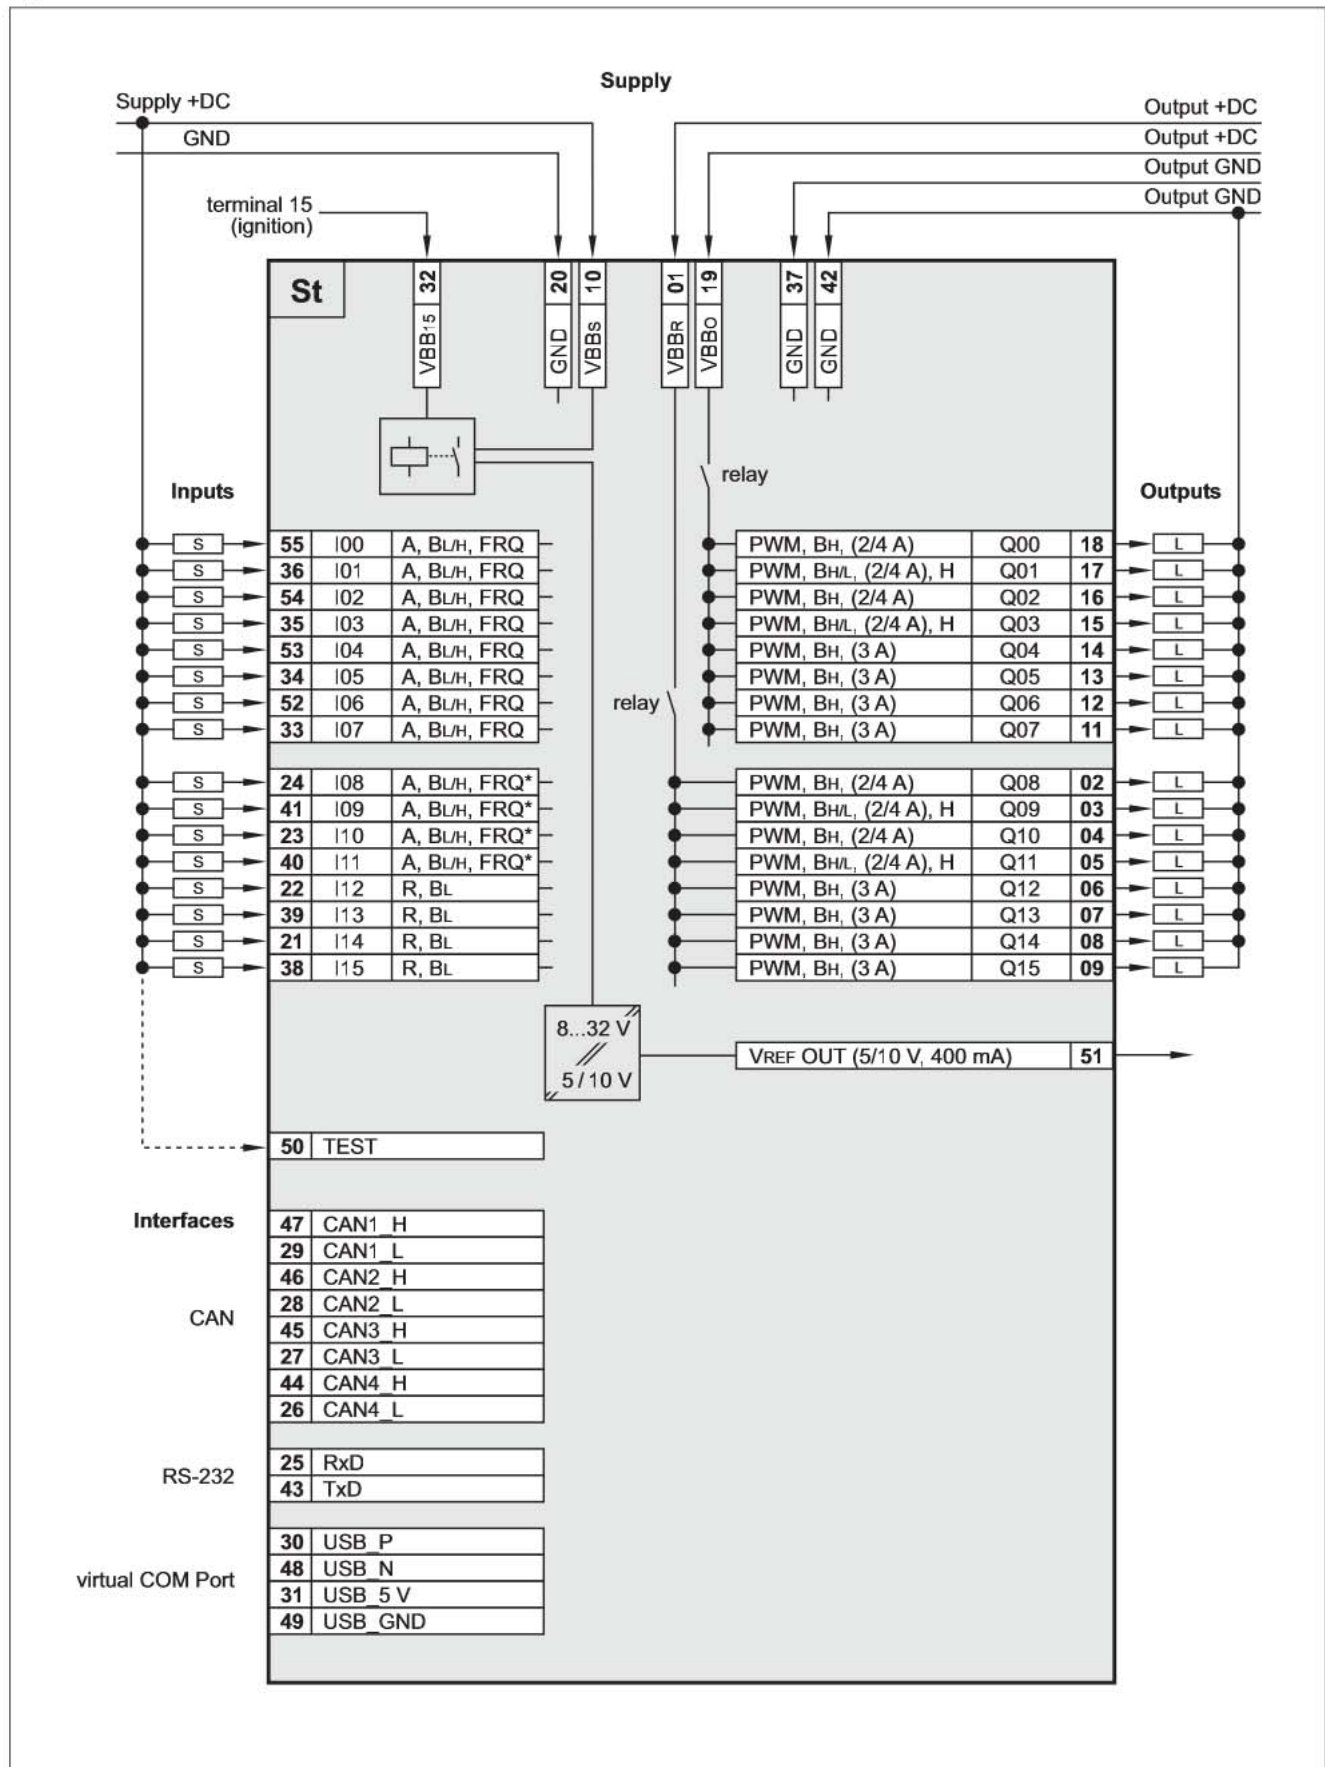 Supply
Supply +DC
GND
Output +DC
Output +DC
Output GND
Output GND
terminal 15
(ignition)
St
VBB15 32
GND 20
VBBS 10
VBBR 01
VBBO 19
GND 37
GND 42
relay
relay
Inputs
Outputs
S 55 I00 A, BL/H, FRQ PWM, BH, (2/4 A) Q00 18 L
S 36 I01 A, BL/H, FRQ PWM, BH/L, (2/4 A), H Q01 17 L
S 54 I02 A, BL/H, FRQ PWM, BH, (2/4 A) Q02 16 L
S 35 I03 A, BL/H, FRQ PWM, BH/L, (2/4 A), H Q03 15 L
S 53 I04 A, BL/H, FRQ PWM, BH, (3 A) Q04 14 L
S 34 I05 A, BL/H, FRQ PWM, BH, (3 A) Q05 13 L
S 52 I06 A, BL/H, FRQ PWM, BH, (3 A) Q06 12 L
S 33 I07 A, BL/H, FRQ PWM, BH, (3 A) Q07 11 L
S 24 I08 A, BL/H, FRQ* PWM, BH, (2/4 A) Q08 02 L
S 41 I09 A, BL/H, FRQ* PWM, BH/L, (2/4 A), H Q09 03 L
S 23 I10 A, BL/H, FRQ* PWM, BH, (2/4 A) Q10 04 L
S 40 I11 A, BL/H, FRQ* PWM, BH/L, (2/4 A), H Q11 05 L
S 22 I12 R, BL PWM, BH, (3 A) Q12 06 L
S 39 I13 R, BL PWM, BH, (3 A) Q13 07 L
S 21 I14 R, BL PWM, BH, (3 A) Q14 08 L
S 38 I15 R, BL PWM, BH, (3 A) Q15 09 L
8...32 V
5/10 V
VREF OUT (5/10 V, 400 mA) 51
50 TEST
Interfaces
47 CAN1_H
29 CAN1_L
46 CAN2_H
28 CAN2_L
CAN
45 CAN3_H
27 CAN3_L
44 CAN4_H
26 CAN4_L
RS-232
25 RxD
43 TxD
virtual COM Port
30 USB_P
48 USB_N
31 USB_5 V
49 USB_GND